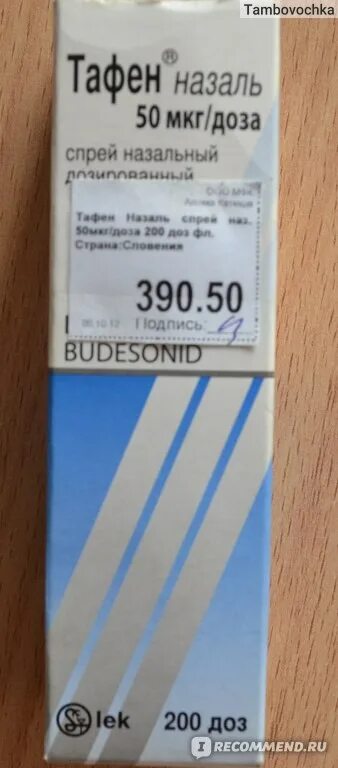 Tambovochka
Тафен® назаль
50 мкг/доза
спрей назальный
дозированный
Тафен Назаль спрей наз.
50мкг/доза 200 доз фл.
Страна:Словения
390.50
Подпись:
BUDESONID
lek 200 доз
IRECOMMEND.RU